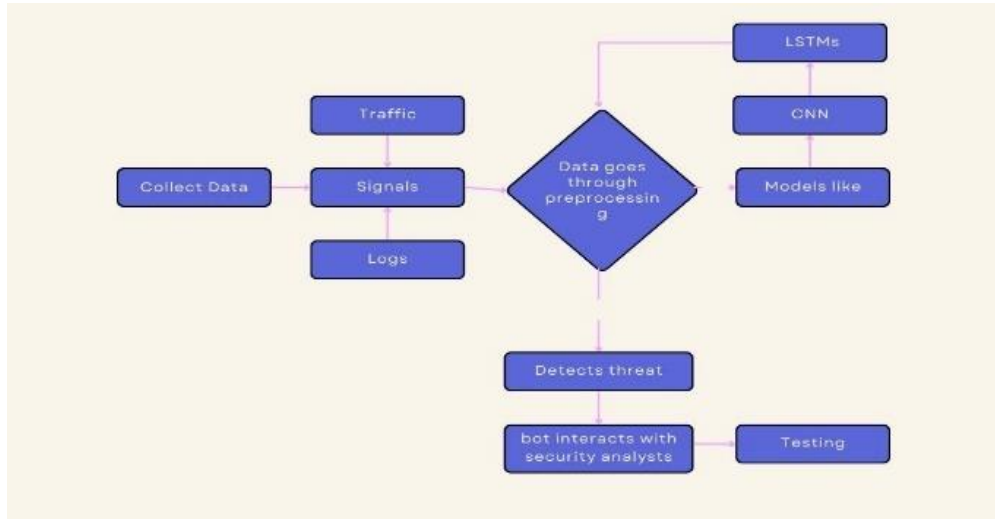 LSTMs
Traffic
CNN
Collect Data
Signals
Data goes
through
preprocessin
g
Models like
Logs
Detects threat
bot interacts with
security analysts
Testing